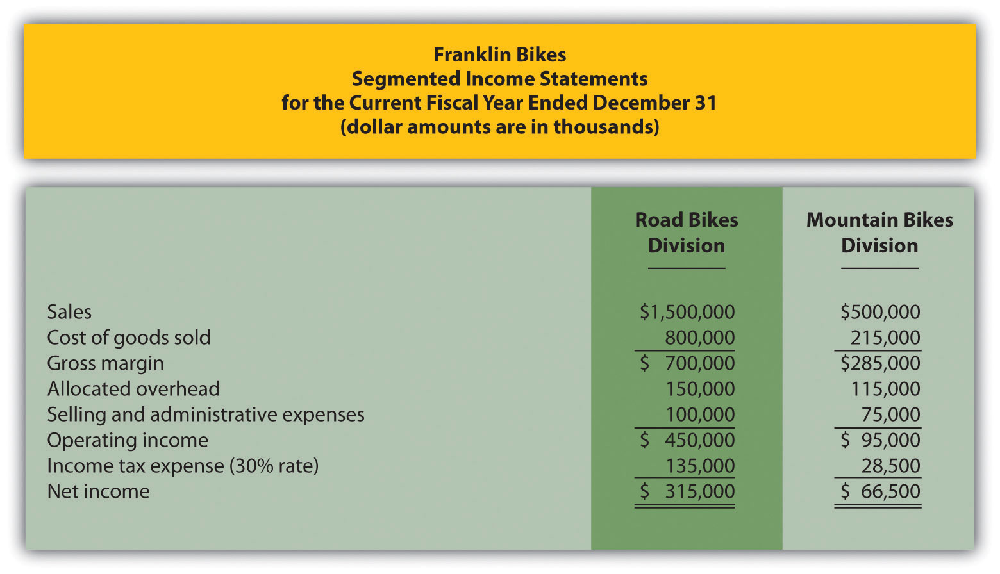 Franklin Bikes
Segmented Income Statements
for the Current Fiscal Year Ended December 31
(dollar amounts are in thousands)
Road Bikes Division Mountain Bikes Division
Sales $1,500,000 $500,000
Cost of goods sold 800,000 215,000
Gross margin $ 700,000 $285,000
Allocated overhead 150,000 115,000
Selling and administrative expenses 100,000 75,000
Operating income $ 450,000 $ 95,000
Income tax expense (30% rate) 135,000 28,500
Net income $ 315,000 $ 66,500